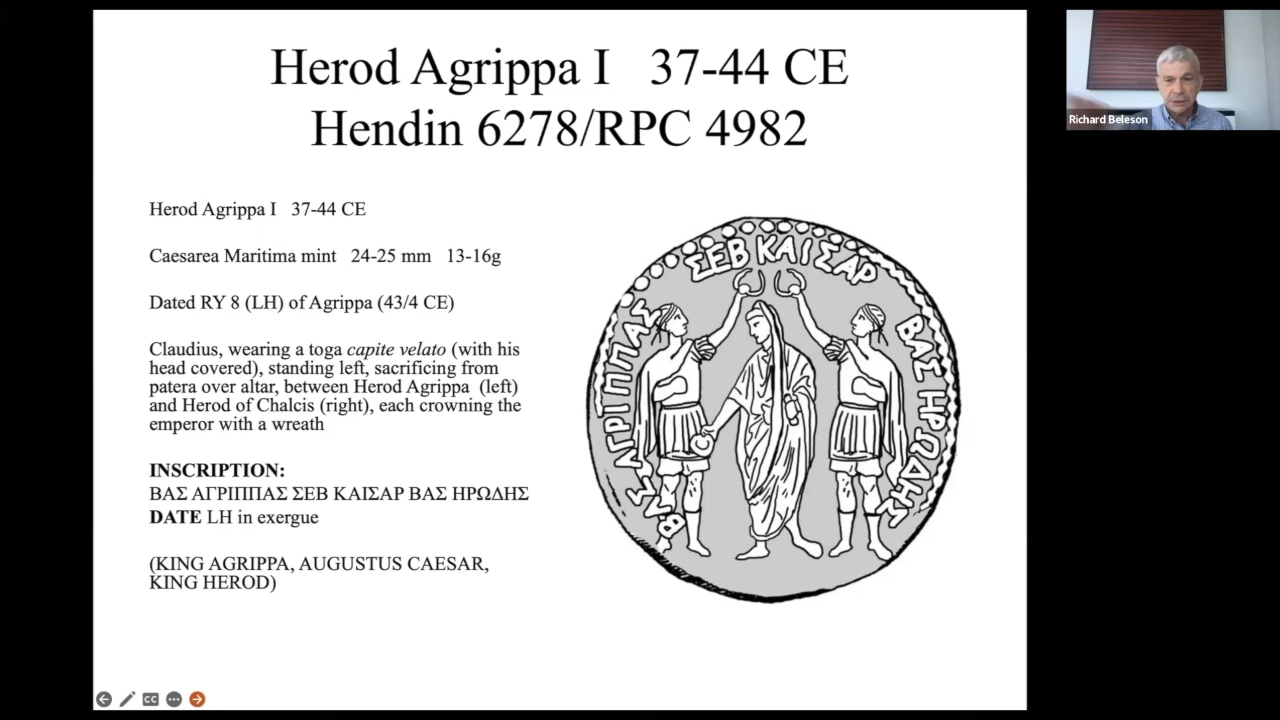 Herod Agrippa I 37-44 CE
Hendin 6278/RPC 4982
Herod Agrippa I 37-44 CE
Caesarea Maritima mint 24-25 mm 13-16g
Dated RY 8 (LH) of Agrippa (43/4 CE)
Claudius, wearing a toga capite velato (with his
head covered), standing left, sacrificing from
patera over altar, between Herod Agrippa (left)
and Herod of Chalcis (right), each crowning the
emperor with a wreath
INSCRIPTION:
ΒΑΣ ΑΓΡΙΠΠΑΣ ΣΕΒ ΚΑΙΣΑΡ ΒΑΣ ΗΡΩΔΗΣ
DATE LH in exergue
(KING AGRIPPA, AUGUSTUS CAESAR,
KING HEROD)
ΒΑΣ ΑΓΡΙΠΠΑΣ
ΣΕΒ ΚΑΙΣΑΡ
ΒΑΣ ΗΡΩΔΗΣ
Richard Beleson
CC